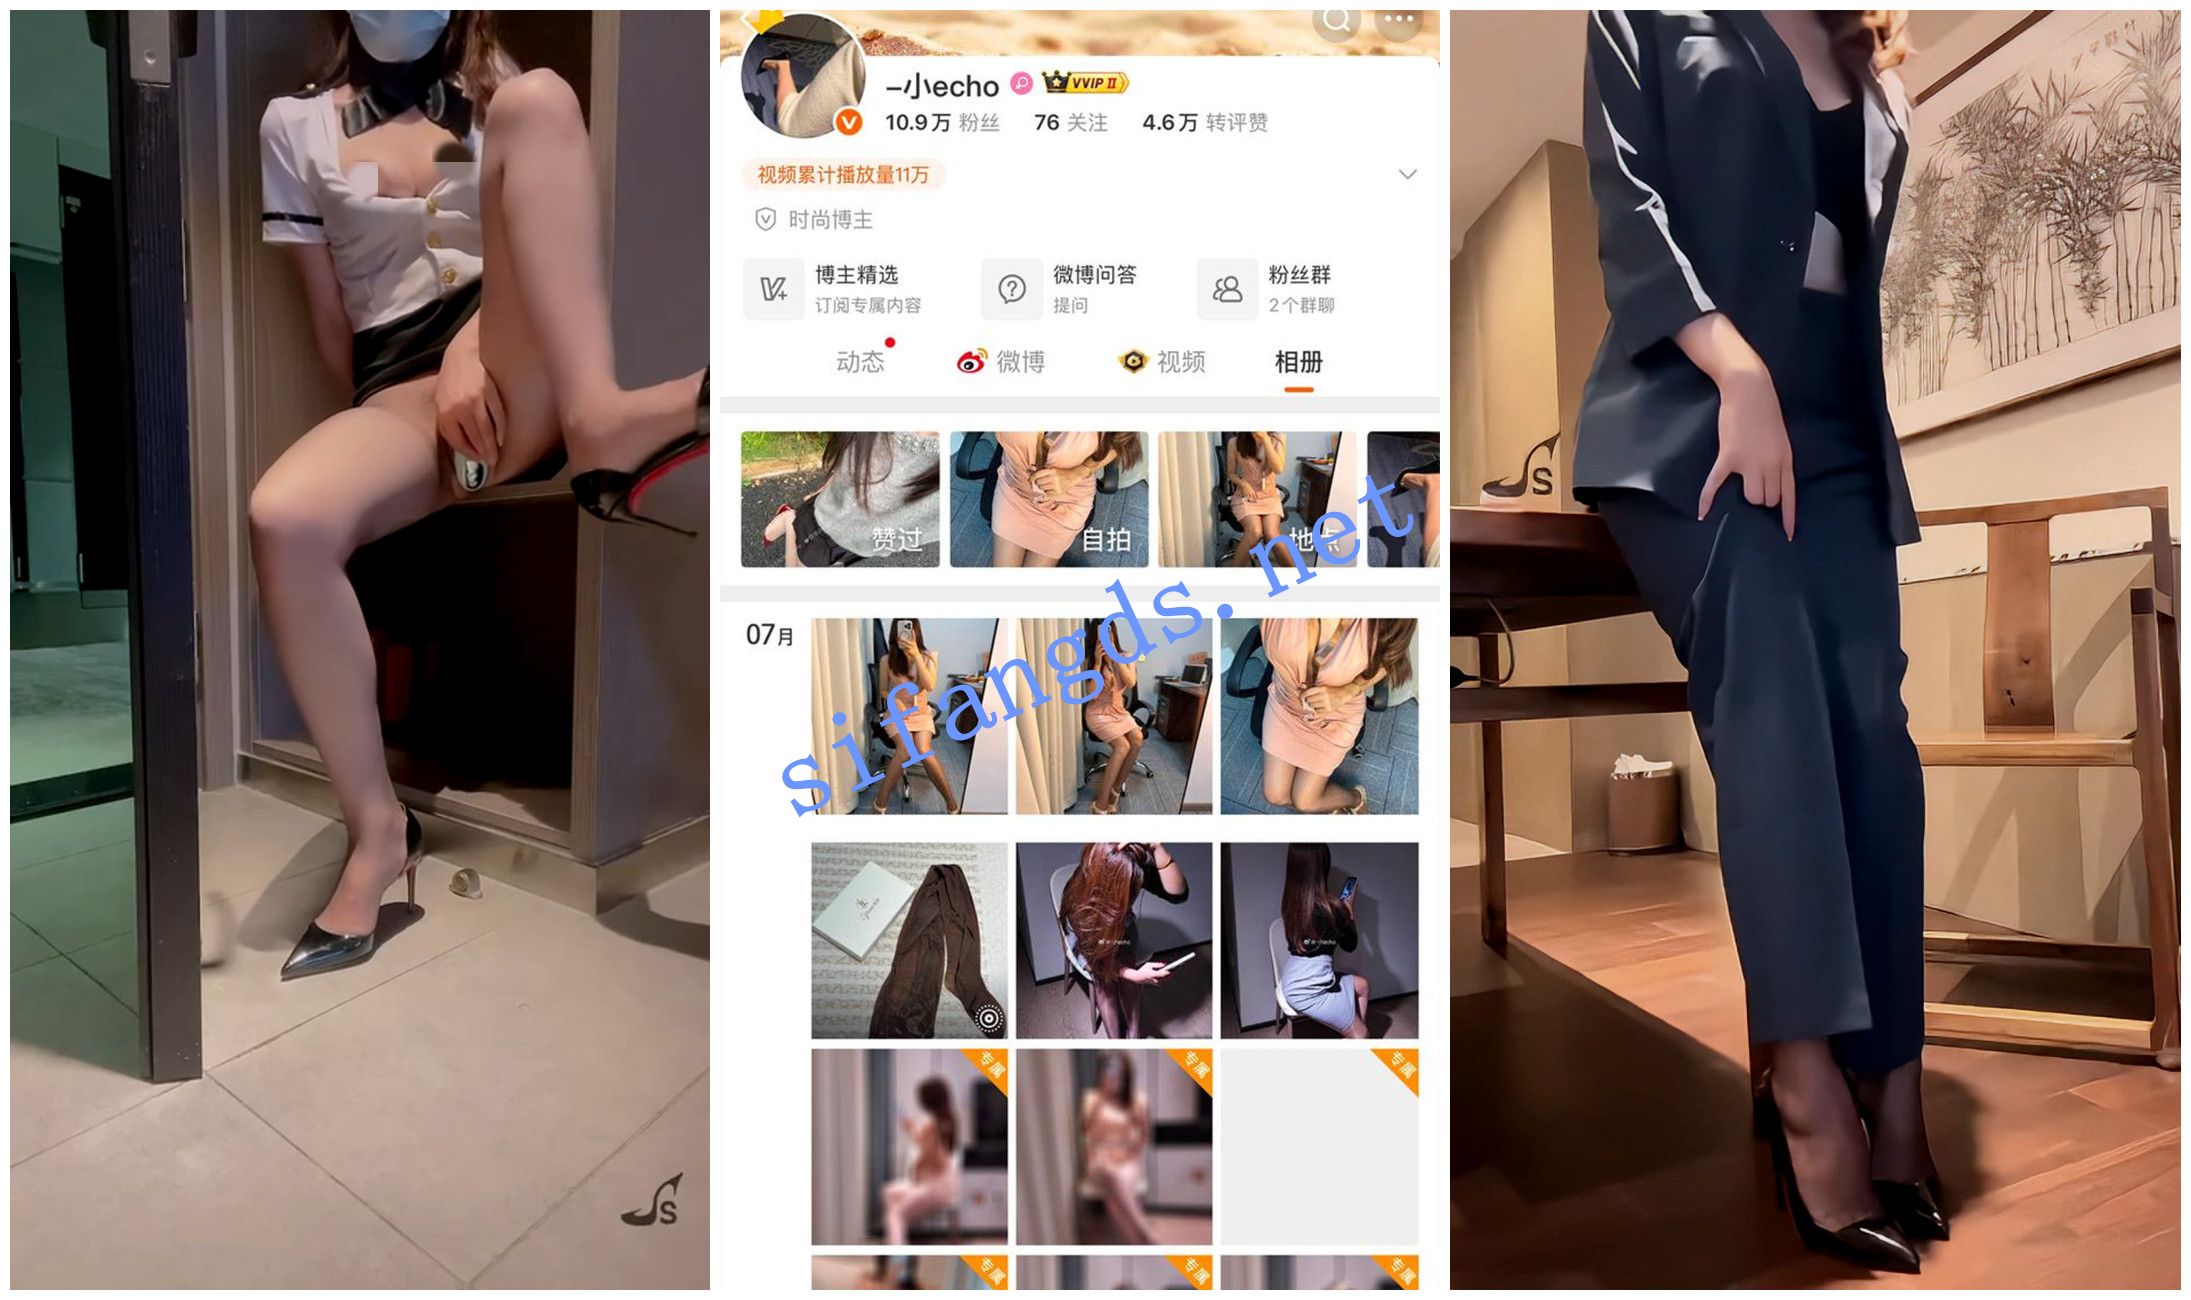 -小echo VVIP II
10.9万 粉丝 76 关注 4.6万 转评赞
视频累计播放量11万
时尚博主
博主精选
订阅专属内容
微博问答
提问
粉丝群
2个群聊
动态 微博 视频 相册
赞过 自拍 地点
sifangds.net
07月
专属 专属 专属
专属 专属 专属
S
S